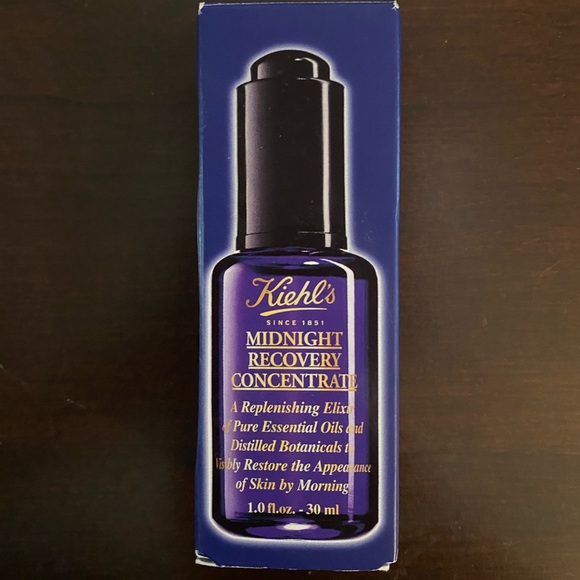 Kiehl's
SINCE 1851
MIDNIGHT
RECOVERY
CONCENTRATE
A Replenishing Elixir
of Pure Essential Oils and
Distilled Botanicals to
Visibly Restore the Appearance
of Skin by Morning
1.0 fl.oz. - 30 ml